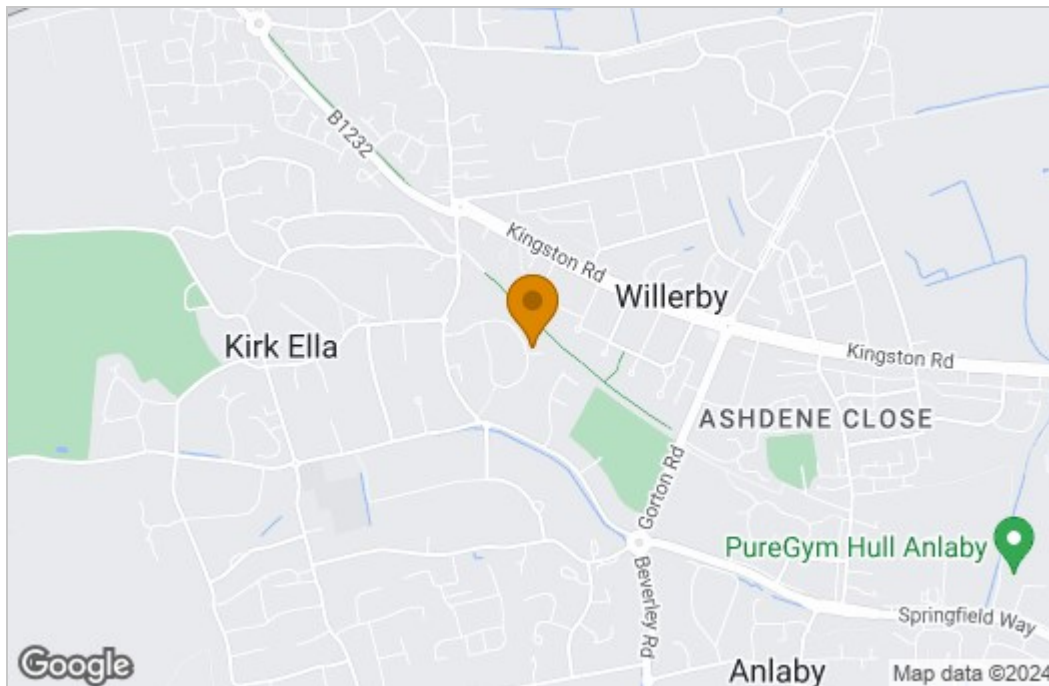 B1232
Kingston Rd
Willerby
Kirk Ella
Kingston Rd
ASHDENE CLOSE
Gorton Rd
PureGym Hull Anlaby
Beverley Rd
Springfield Way
Anlaby
Google
Map data ©2024